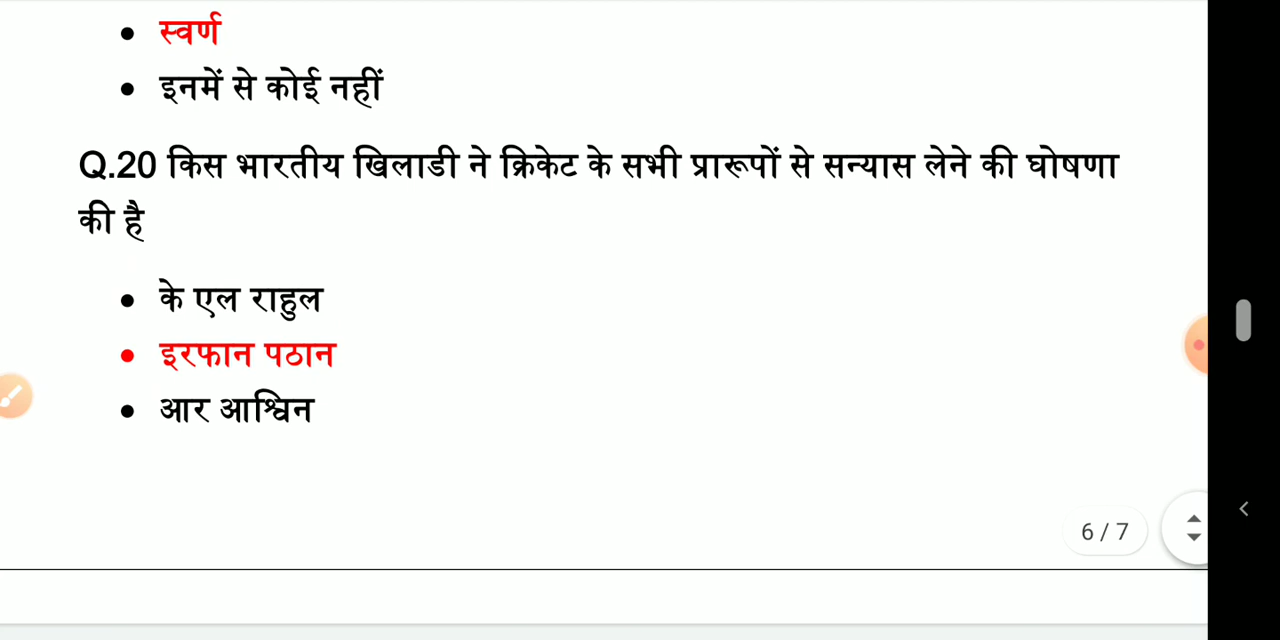 • स्वर्ण
• इनमें से कोई नहीं
Q.20 किस भारतीय खिलाडी ने क्रिकेट के सभी प्रारूपों से सन्यास लेने की घोषणा
की है
• के एल राहुल
• इरफान पठान
• आर आश्विन
6 / 7